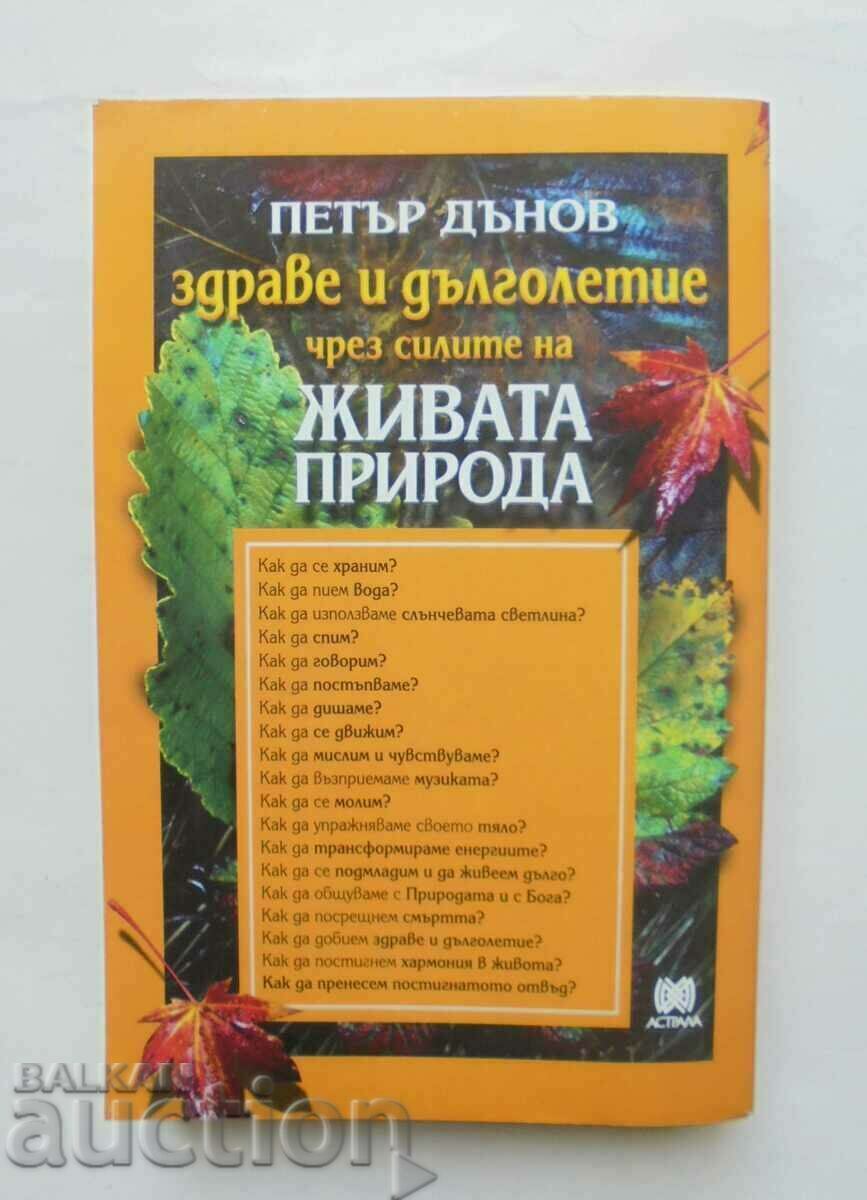 ПЕТЪР ДЪНОВ
здраве и дълголетие
чрез силите на
ЖИВАТА
ПРИРОДА
Как да се храним?
Как да пием вода?
Как да използваме слънчевата светлина?
Как да спим?
Как да говорим?
Как да постъпваме?
Как да дишаме?
Как да се движим?
Как да мислим и чувствуваме?
Как да възприемаме музиката?
Как да се молим?
Как да упражняваме своето тяло?
Как да трансформираме енергиите?
Как да се подмладим и да живеем дълго?
Как да общуваме с Природата и с Бога?
Как да посрещнем смъртта?
Как да добием здраве и дълголетие?
Как да постигнем хармония в живота?
Как да пренесем постигнатото отвъд?
АСТРАЛА
BALKAN
auction